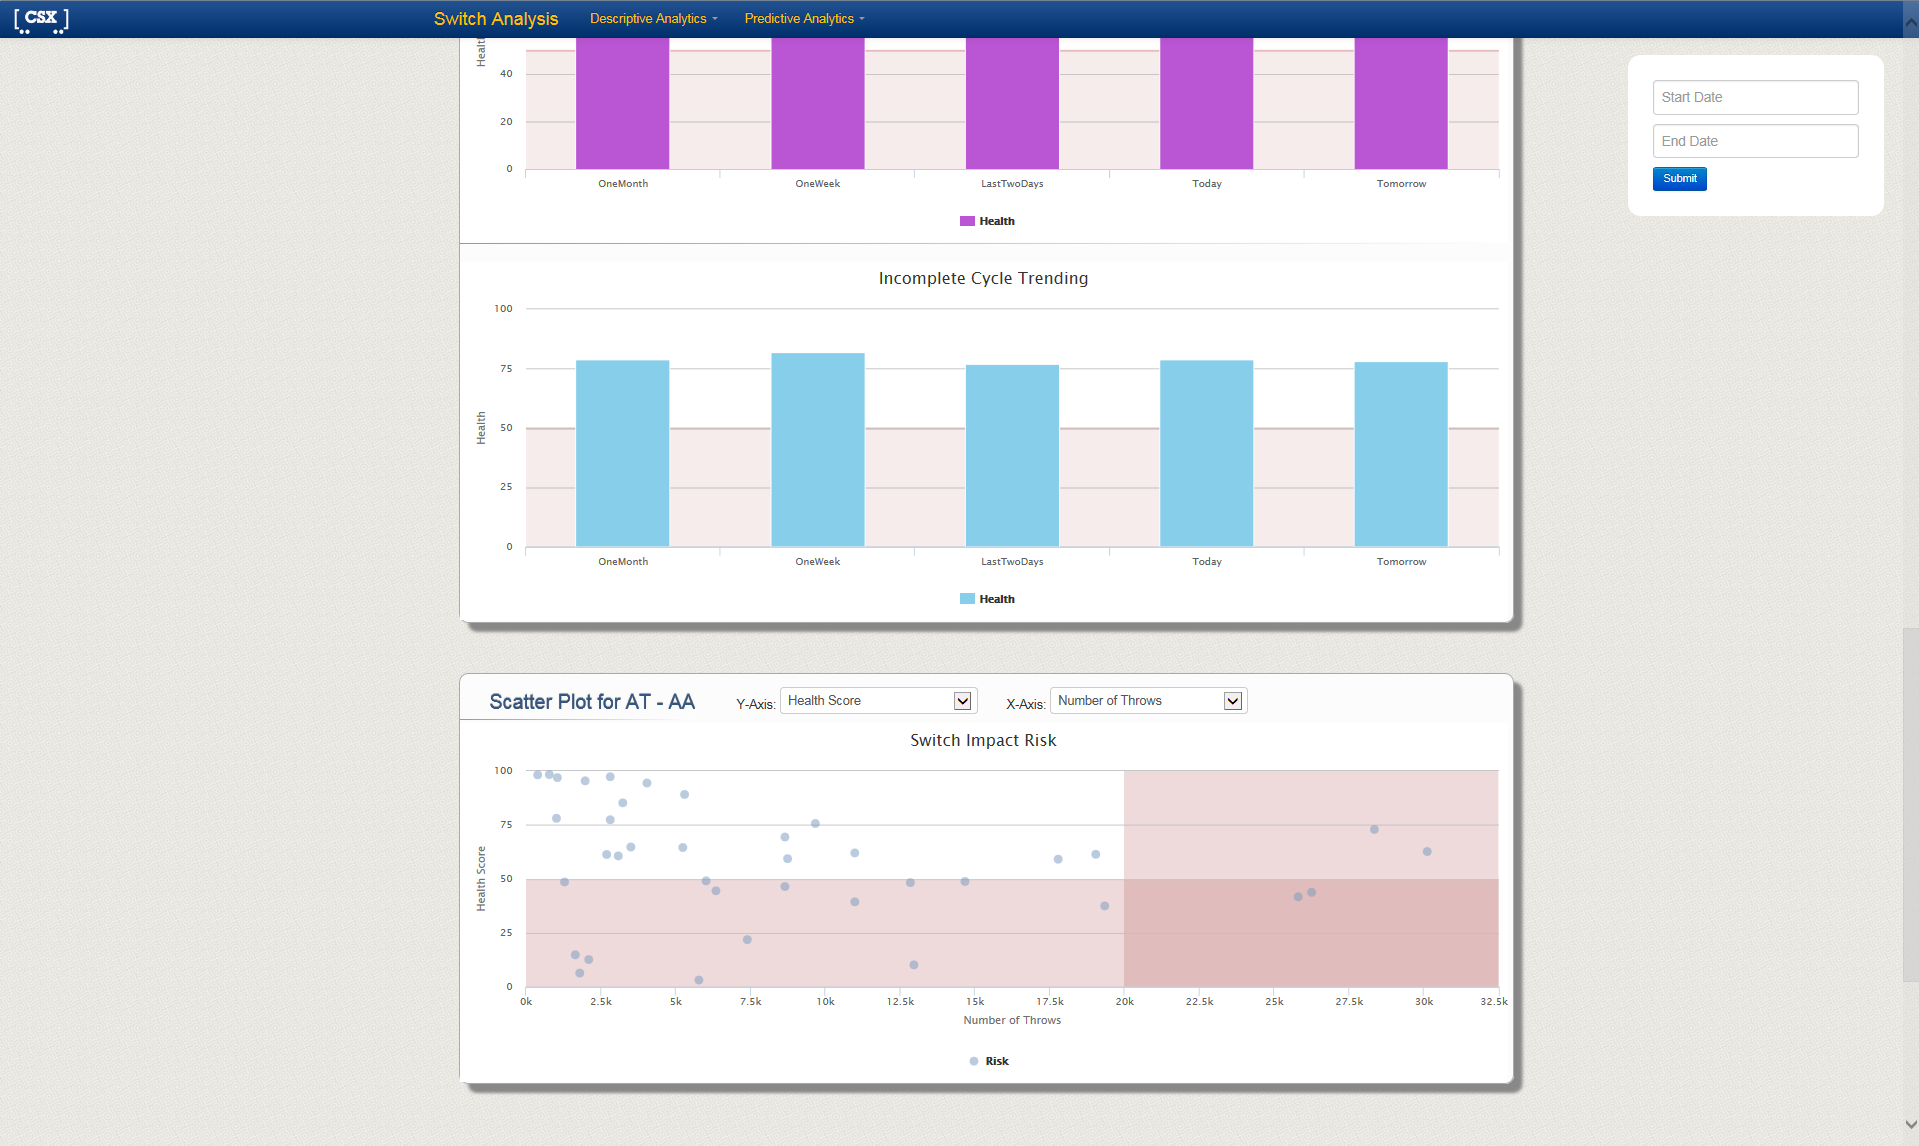 CSX
Switch Analysis Descriptive Analytics Predictive Analytics
Start Date
End Date
Submit
40
20
0
OneMonth OneWeek LastTwoDays Today Tomorrow
Health
Incomplete Cycle Trending
100
75
50
25
0
Health
OneMonth OneWeek LastTwoDays Today Tomorrow
Health
Scatter Plot for AT - AA Y-Axis: Health Score X-Axis: Number of Throws
Switch Impact Risk
100
75
50
25
0
Health Score
0k 2.5k 5k 7.5k 10k 12.5k 15k 17.5k 20k 22.5k 25k 27.5k 30k 32.5k
Number of Throws
Risk